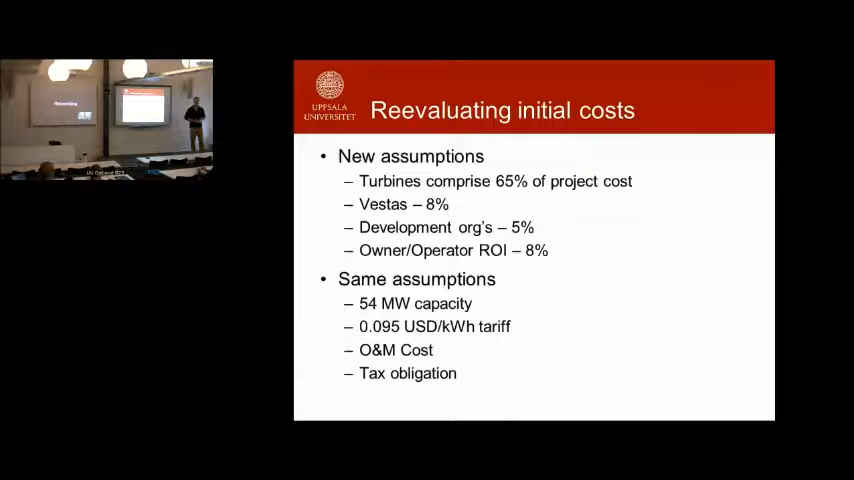 Recording
UPPSALA
UNIVERSITET
Reevaluating initial costs
• New assumptions
– Turbines comprise 65% of project cost
– Vestas – 8%
– Development org's – 5%
– Owner/Operator ROI – 8%
• Same assumptions
– 54 MW capacity
– 0.095 USD/kWh tariff
– O&M Cost
– Tax obligation